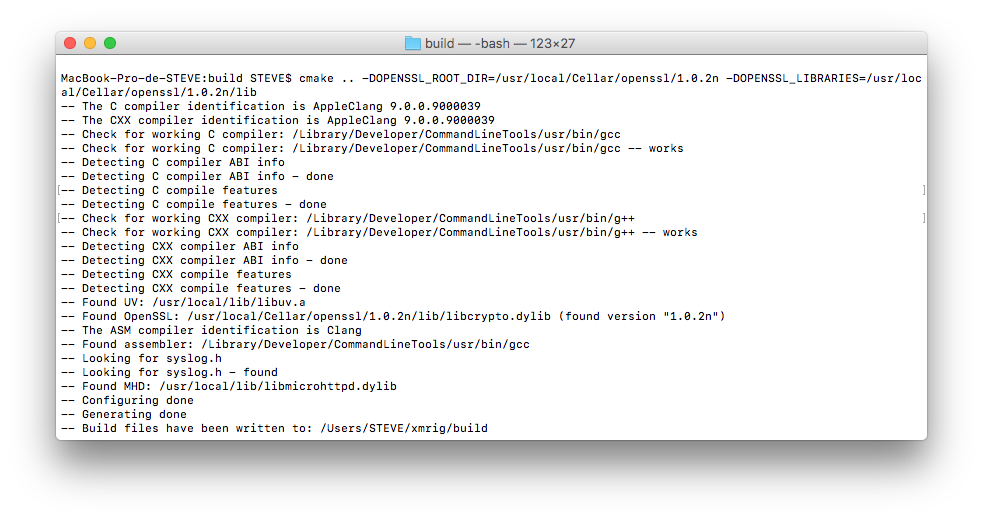 build — -bash — 123×27
MacBook-Pro-de-STEVE:build STEVE$ cmake .. -DOPENSSL_ROOT_DIR=/usr/local/Cellar/openssl/1.0.2n -DOPENSSL_LIBRARIES=/usr/loc
al/Cellar/openssl/1.0.2n/lib
-- The C compiler identification is AppleClang 9.0.0.9000039
-- The CXX compiler identification is AppleClang 9.0.0.9000039
-- Check for working C compiler: /Library/Developer/CommandLineTools/usr/bin/gcc
-- Check for working C compiler: /Library/Developer/CommandLineTools/usr/bin/gcc -- works
-- Detecting C compiler ABI info
-- Detecting C compiler ABI info - done
[-- Detecting C compile features ]
-- Detecting C compile features - done
[-- Check for working CXX compiler: /Library/Developer/CommandLineTools/usr/bin/g++ ]
-- Check for working CXX compiler: /Library/Developer/CommandLineTools/usr/bin/g++ -- works
-- Detecting CXX compiler ABI info
-- Detecting CXX compiler ABI info - done
-- Detecting CXX compile features
-- Detecting CXX compile features - done
-- Found UV: /usr/local/lib/libuv.a
-- Found OpenSSL: /usr/local/Cellar/openssl/1.0.2n/lib/libcrypto.dylib (found version "1.0.2n")
-- The ASM compiler identification is Clang
-- Found assembler: /Library/Developer/CommandLineTools/usr/bin/gcc
-- Looking for syslog.h
-- Looking for syslog.h - found
-- Found MHD: /usr/local/lib/libmicrohttpd.dylib
-- Configuring done
-- Generating done
-- Build files have been written to: /Users/STEVE/xmrig/build